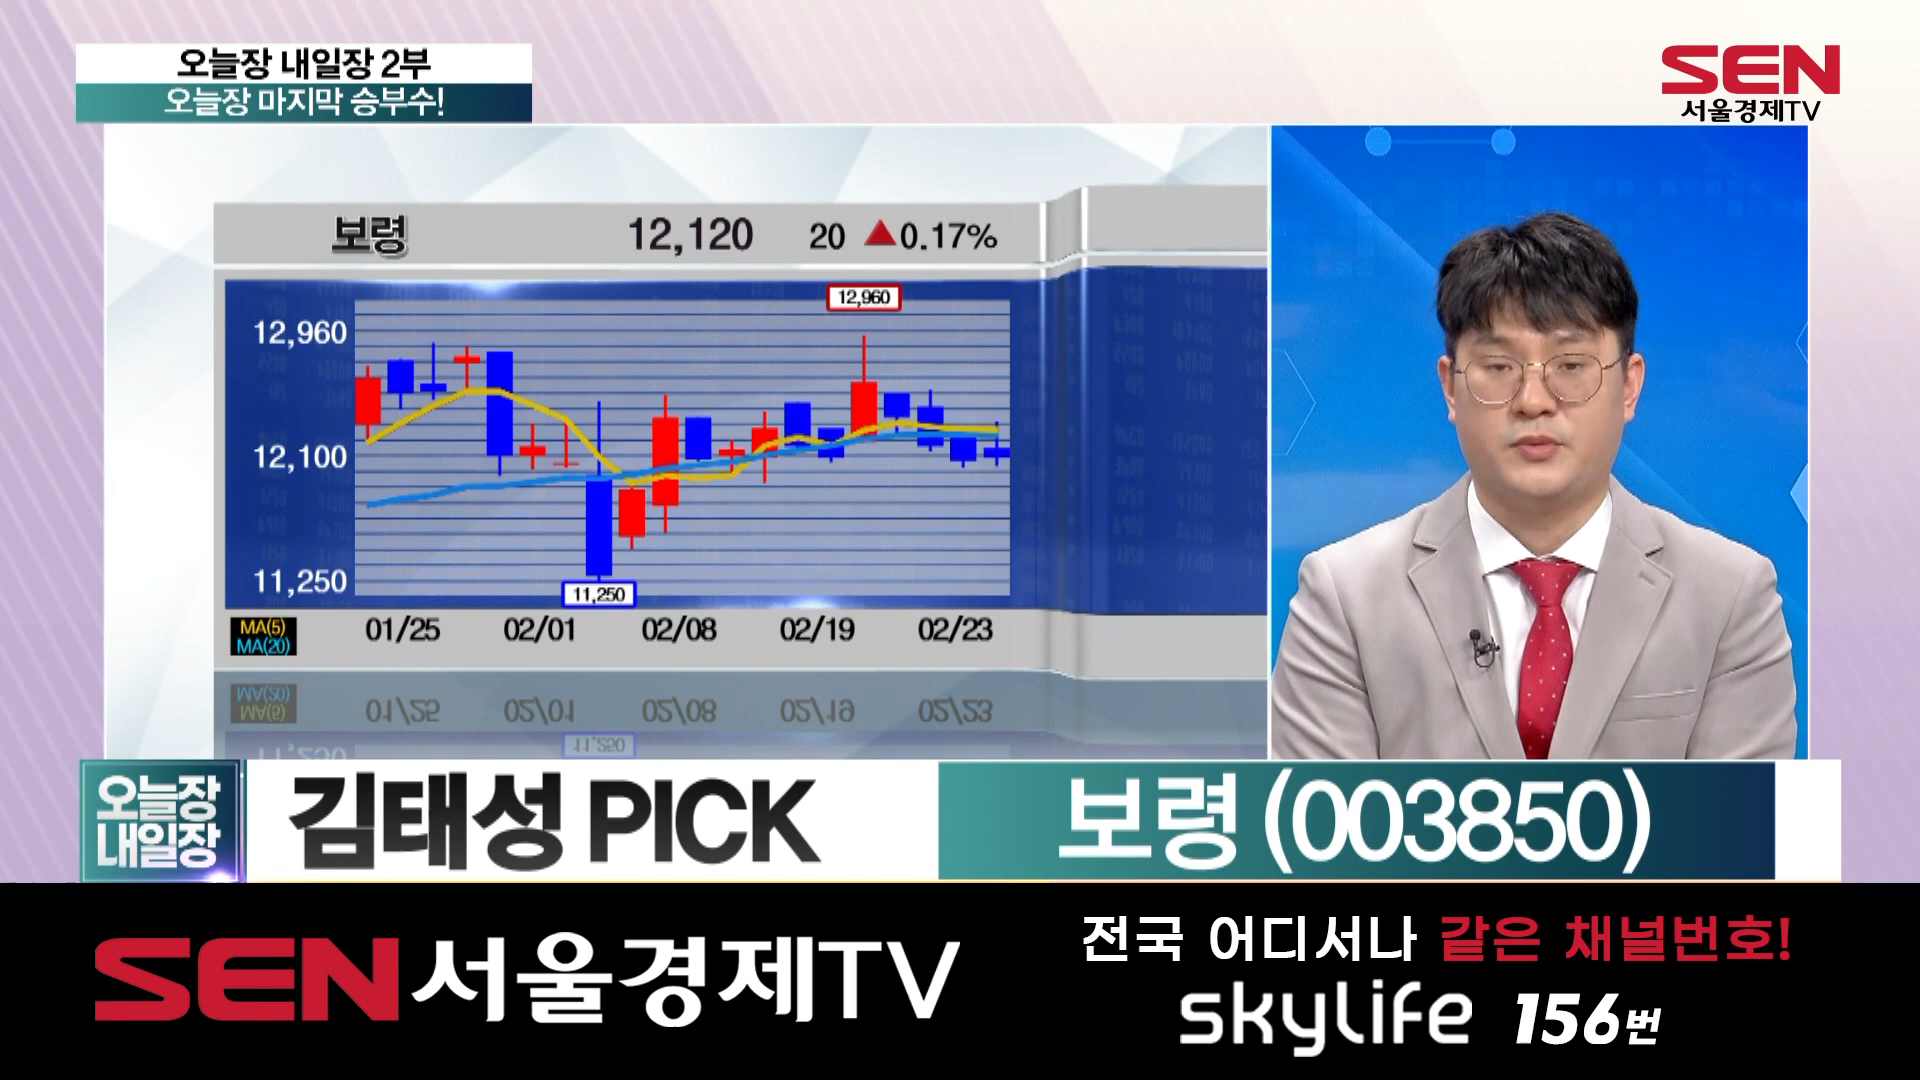 오늘장 내일장 2부
오늘장 마지막 승부수!
SEN
서울경제TV
보령 12,120 20 ▲0.17%
12,960
12,960
12,100
11,250
11,250
MA(5)
MA(20)
01/25 02/01 02/08 02/19 02/23
오늘장
내일장
김태성 PICK
보령 (003850)
SEN 서울경제TV
전국 어디서나 같은 채널번호!
skylife 156번